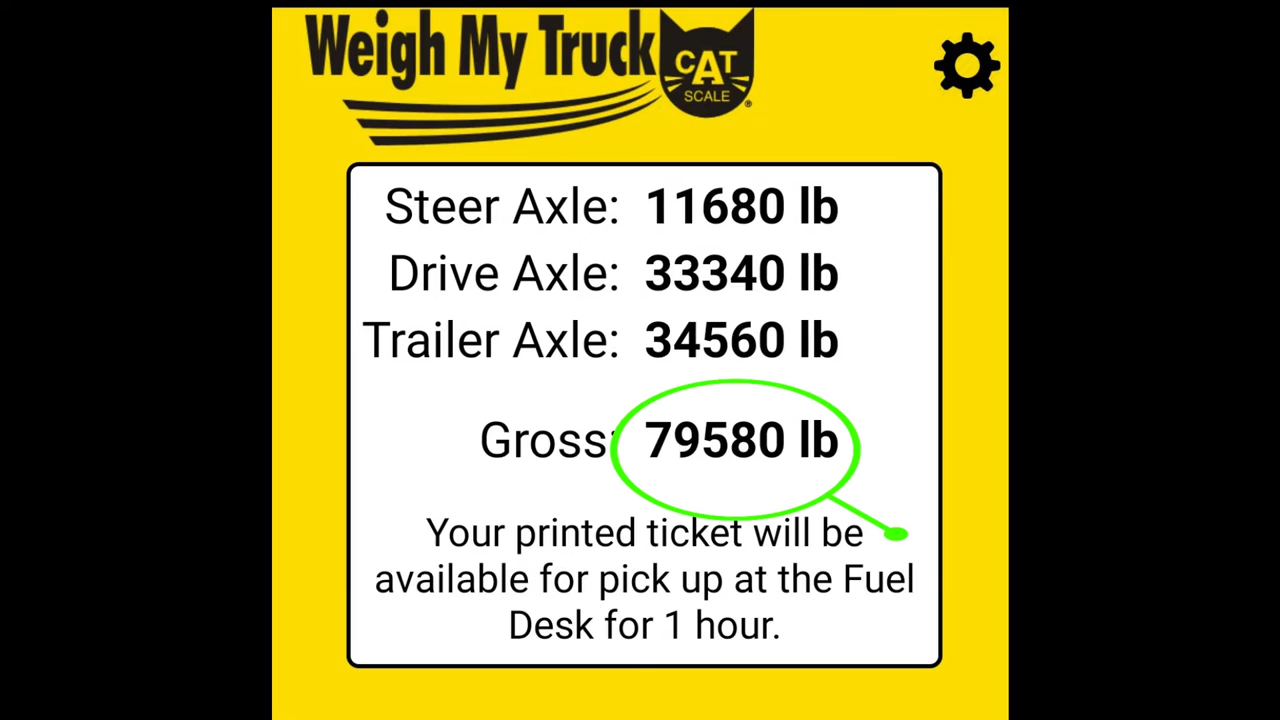 Weigh My Truck
CAT
SCALE
®
Steer Axle: 11680 lb
Drive Axle: 33340 lb
Trailer Axle: 34560 lb
Gross: 79580 lb
Your printed ticket will be
available for pick up at the Fuel
Desk for 1 hour.